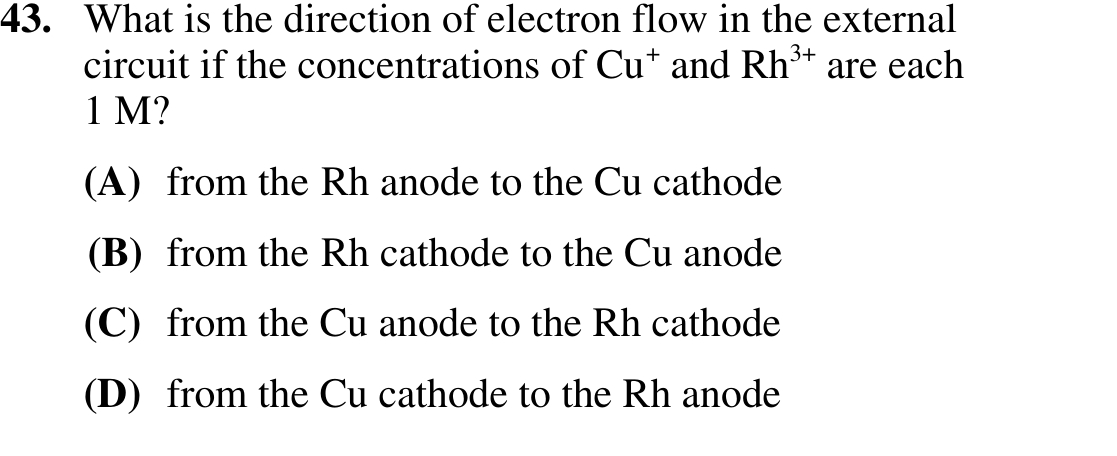 43. What is the direction of electron flow in the external
circuit if the concentrations of Cu⁺ and Rh³⁺ are each
1 M?
(A) from the Rh anode to the Cu cathode
(B) from the Rh cathode to the Cu anode
(C) from the Cu anode to the Rh cathode
(D) from the Cu cathode to the Rh anode